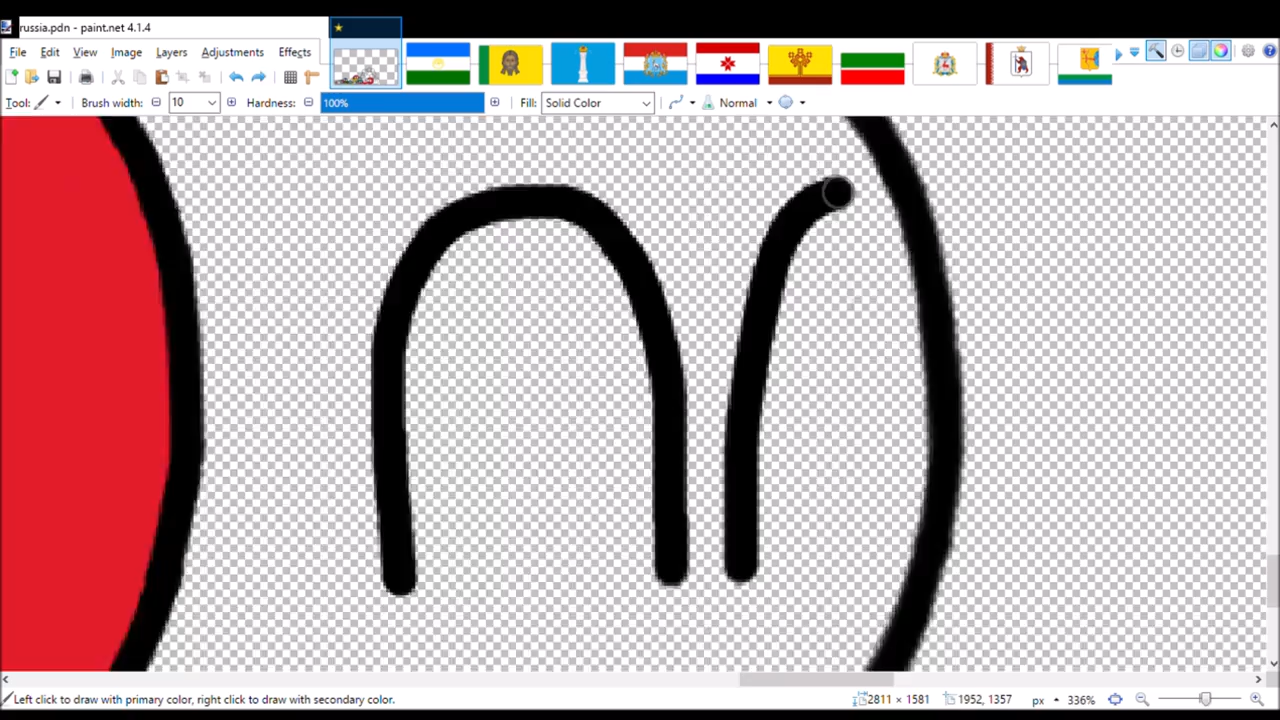 russia.pdn - paint.net 4.1.4
File Edit View Image Layers Adjustments Effects
Tool: Brush width: 10 Hardness: 100% Fill: Solid Color Normal
Left click to draw with primary color, right click to draw with secondary color. 2811 × 1581 1952, 1357 px 336%